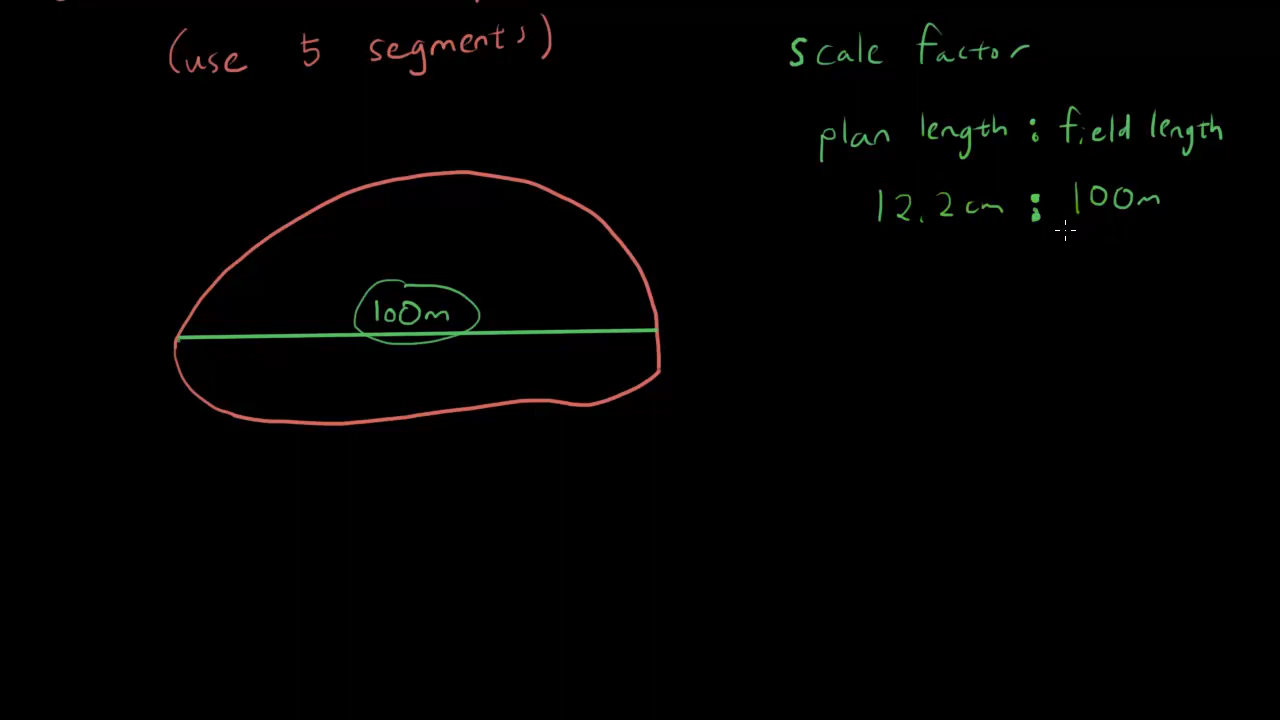 (use 5 segments)
scale factor
plan length : field length
12.2cm : 100m
100m